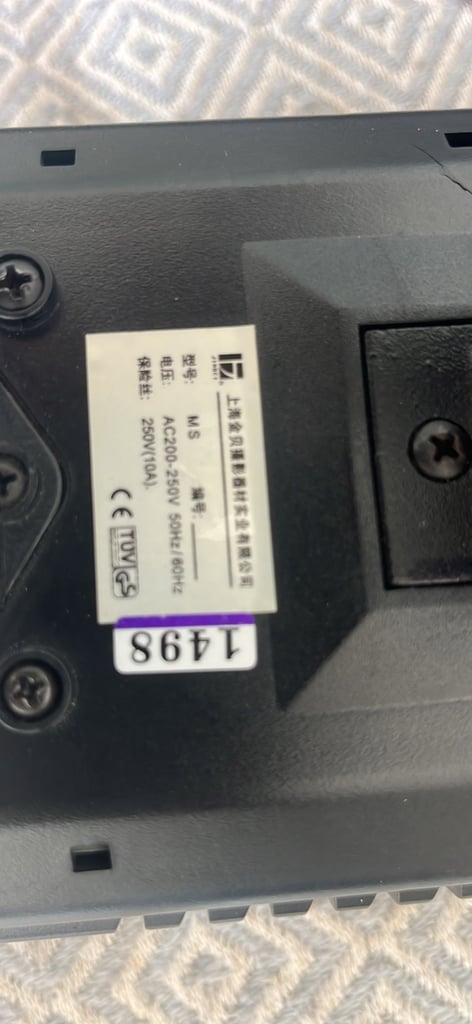 JINBEI ®
上海金贝摄影器材实业有限公司
型号: MS 编号:
电压: AC200-250V 50Hz/60Hz
保险丝: 250V(10A).
CE TÜV GS
1498